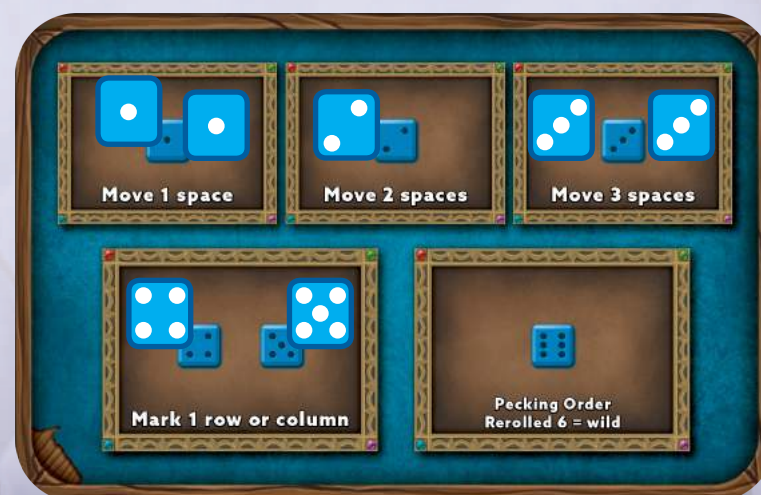 Move 1 space
Move 2 spaces
Move 3 spaces
Mark 1 row or column
Pecking Order
Rerolled 6 = wild